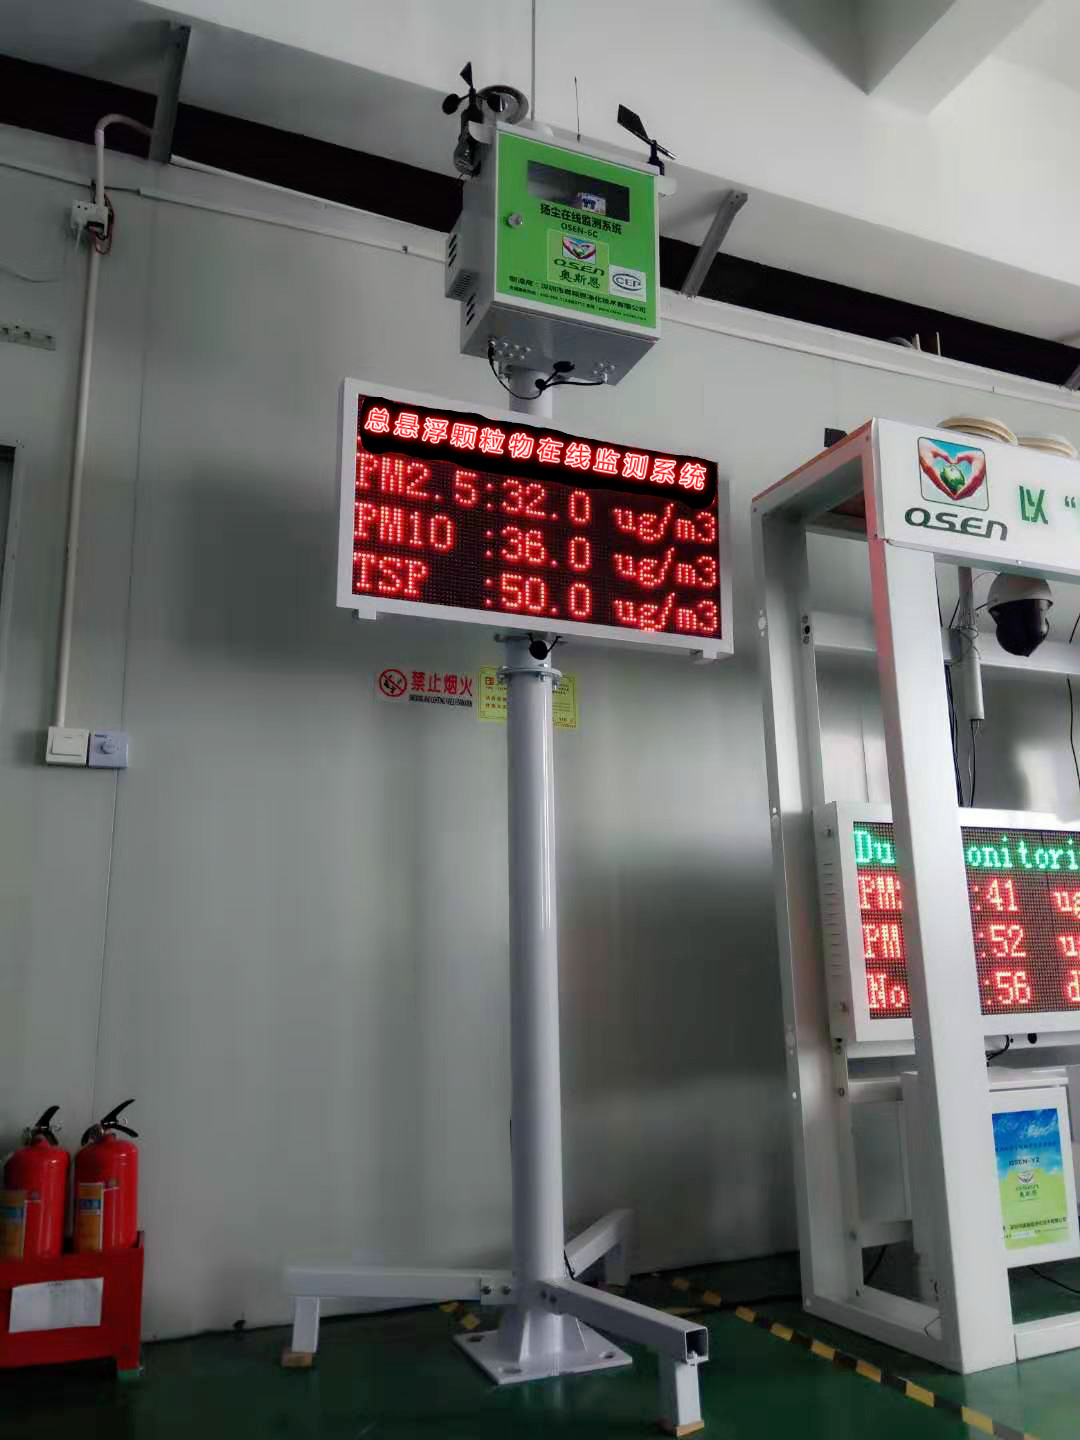 扬尘在线监测系统
OSEN-6C
OSEN
奥斯恩
CEP
总悬浮颗粒物在线监测系统
PM2.5:32.0 ug/m3
PM10 :36.0 ug/m3
TSP :50.0 ug/m3
禁止烟火
OSEN
以“
Du onitori
PM :41 ug
PM :52 u
No :56 d
OSEN-YZ
奥斯恩